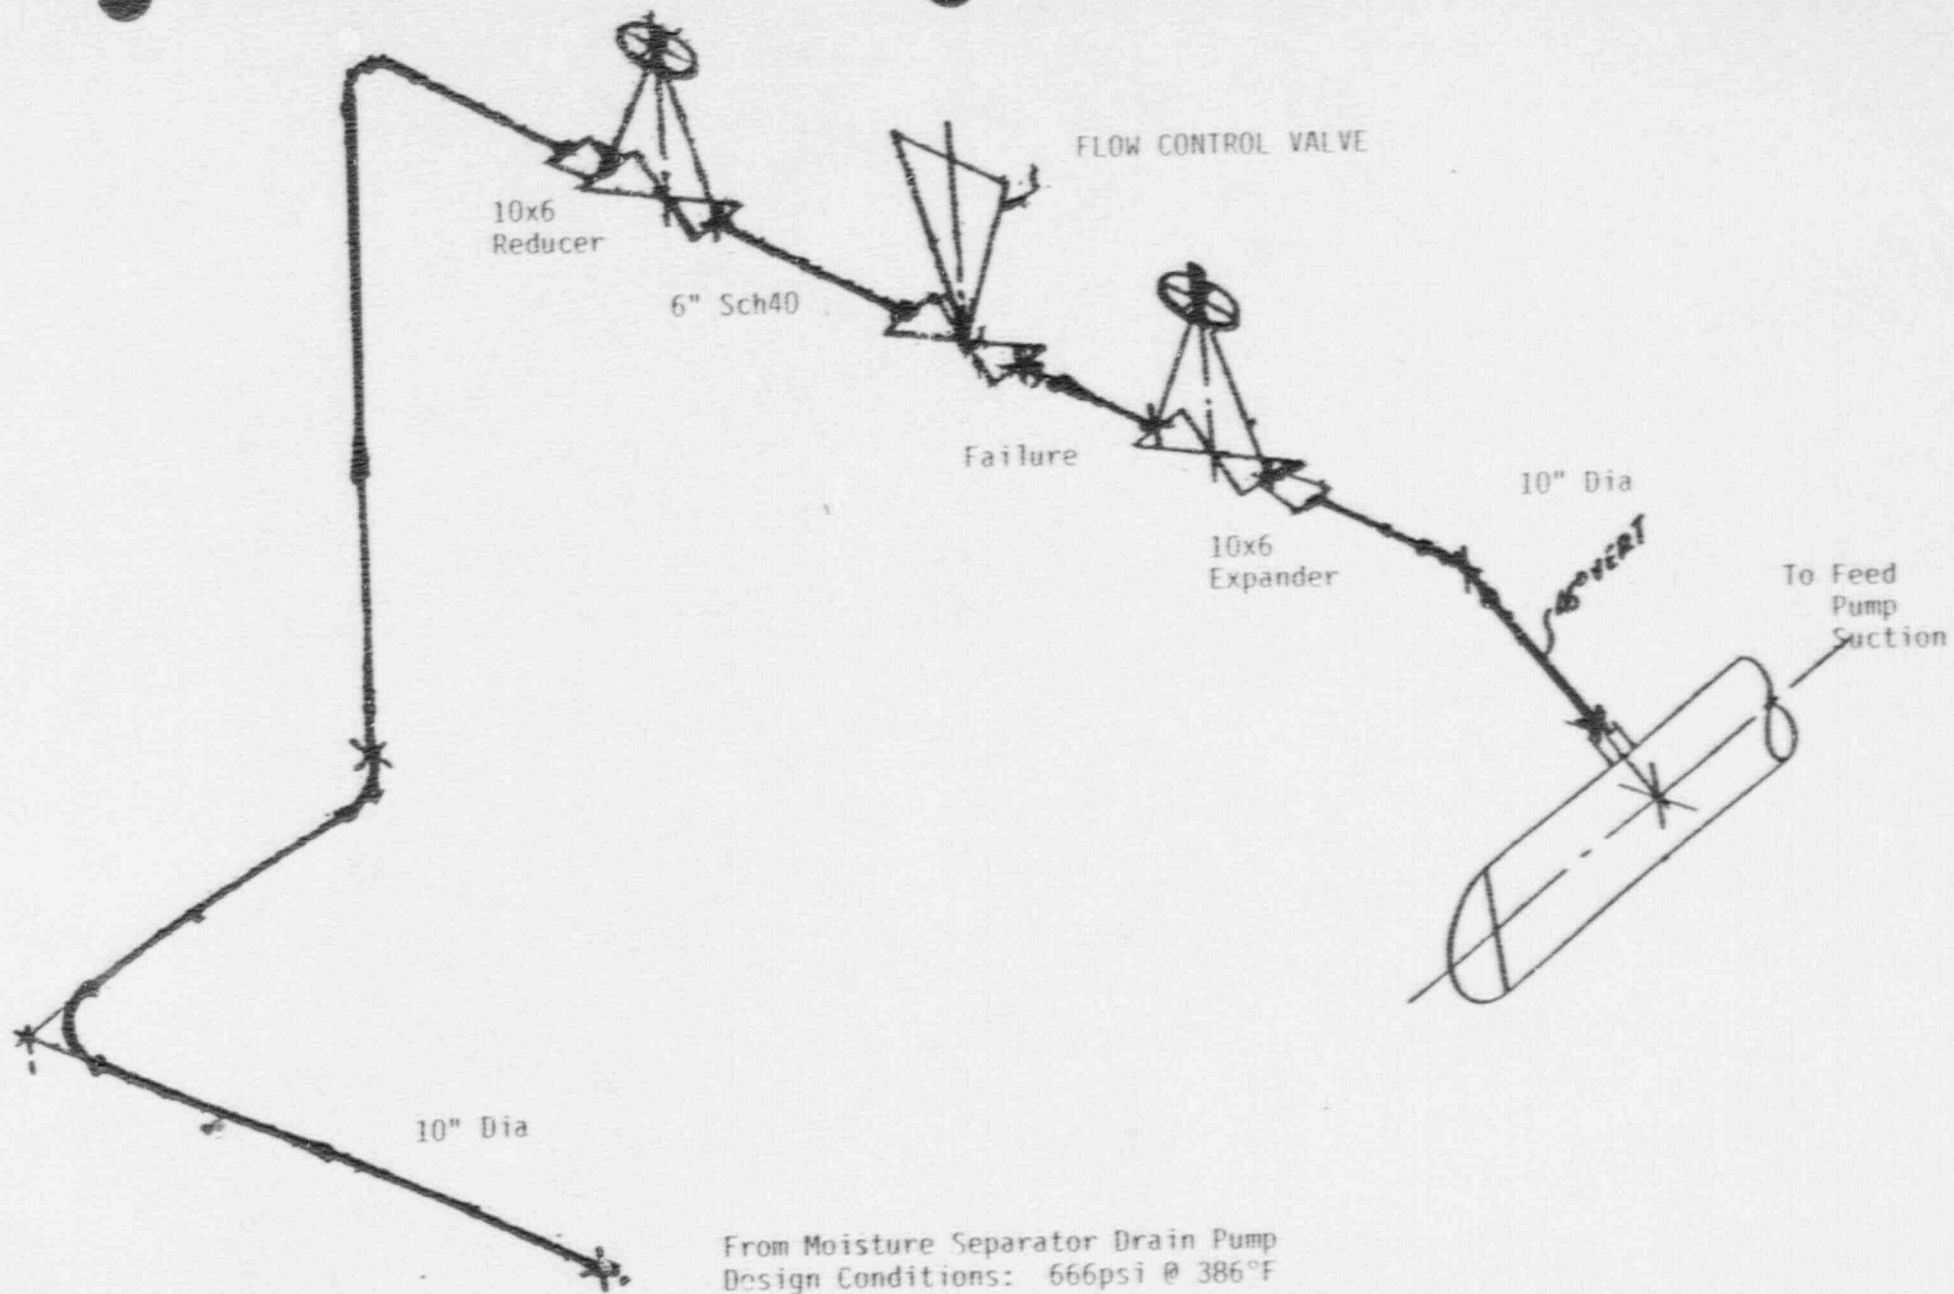 FLOW CONTROL VALVE
10x6
Reducer
6" Sch40
Failure
10" Dia
10x6
Expander
To Feed
Pump
Suction
10" Dia
From Moisture Separator Drain Pump
Design Conditions: 666psi @ 386°F